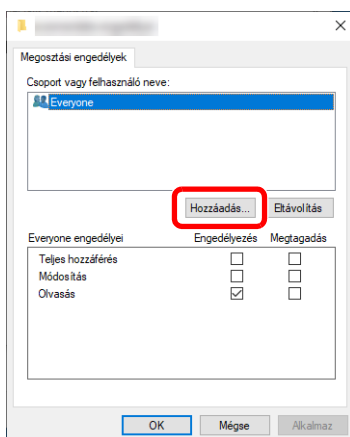 Megosztási engedélyek
Csoport vagy felhasználó neve:
Everyone
Hozzáadás... Eltávolítás
Everyone engedélyei Engedélyezés Megtagadás
Teljes hozzáférés
Módosítás
Olvasás
OK Mégse Alkalmaz